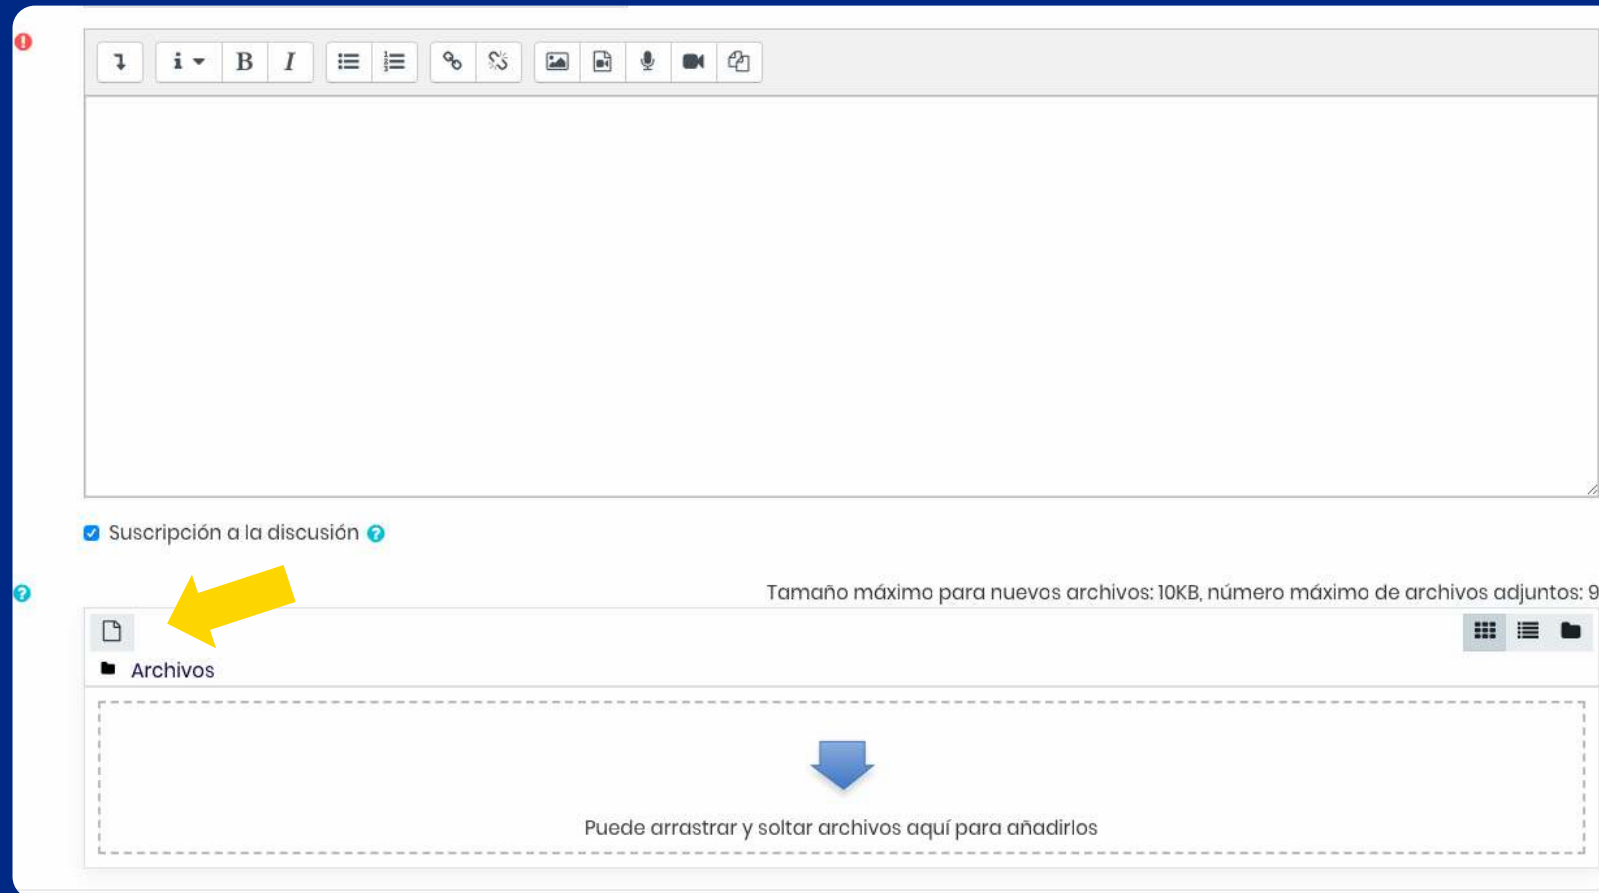 i B I
Suscripción a la discusión
Tamaño máximo para nuevos archivos: 10KB, número máximo de archivos adjuntos: 9
Archivos
Puede arrastrar y soltar archivos aquí para añadirlos